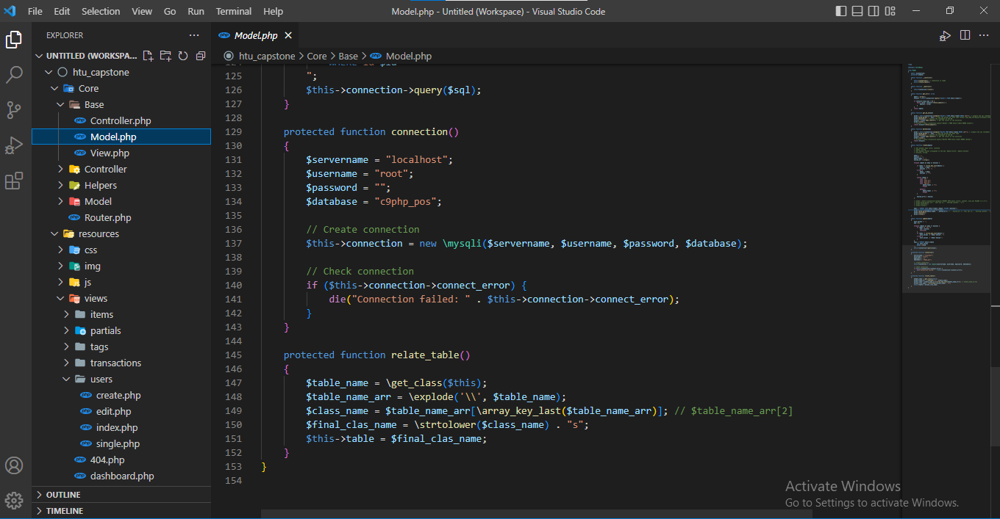 File Edit Selection View Go Run Terminal Help
Model.php - Untitled (Workspace) - Visual Studio Code
EXPLORER
UNTITLED (WORKSPA...
htu_capstone
Core
Base
Controller.php
Model.php
View.php
Controller
Helpers
Model
Router.php
resources
css
img
js
views
items
partials
tags
transactions
users
create.php
edit.php
index.php
single.php
404.php
dashboard.php
OUTLINE
TIMELINE
Model.php
htu_capstone > Core > Base > Model.php
125 ";
126 $this->connection->query($sql);
127 }
128
129 protected function connection()
130 {
131 $servername = "localhost";
132 $username = "root";
133 $password = "";
134 $database = "c9php_pos";
135
136 // Create connection
137 $this->connection = new \mysqli($servername, $username, $password, $database);
138
139 // Check connection
140 if ($this->connection->connect_error) {
141 die("Connection failed: " . $this->connection->connect_error);
142 }
143 }
144
145 protected function relate_table()
146 {
147 $table_name = \get_class($this);
148 $table_name_arr = \explode('\\', $table_name);
149 $class_name = $table_name_arr[\array_key_last($table_name_arr)]; // $table_name_arr[2]
150 $final_clas_name = \strtolower($class_name) . "s";
151 $this->table = $final_clas_name;
152 }
153 }
154
Activate Windows
Go to Settings to activate Windows.